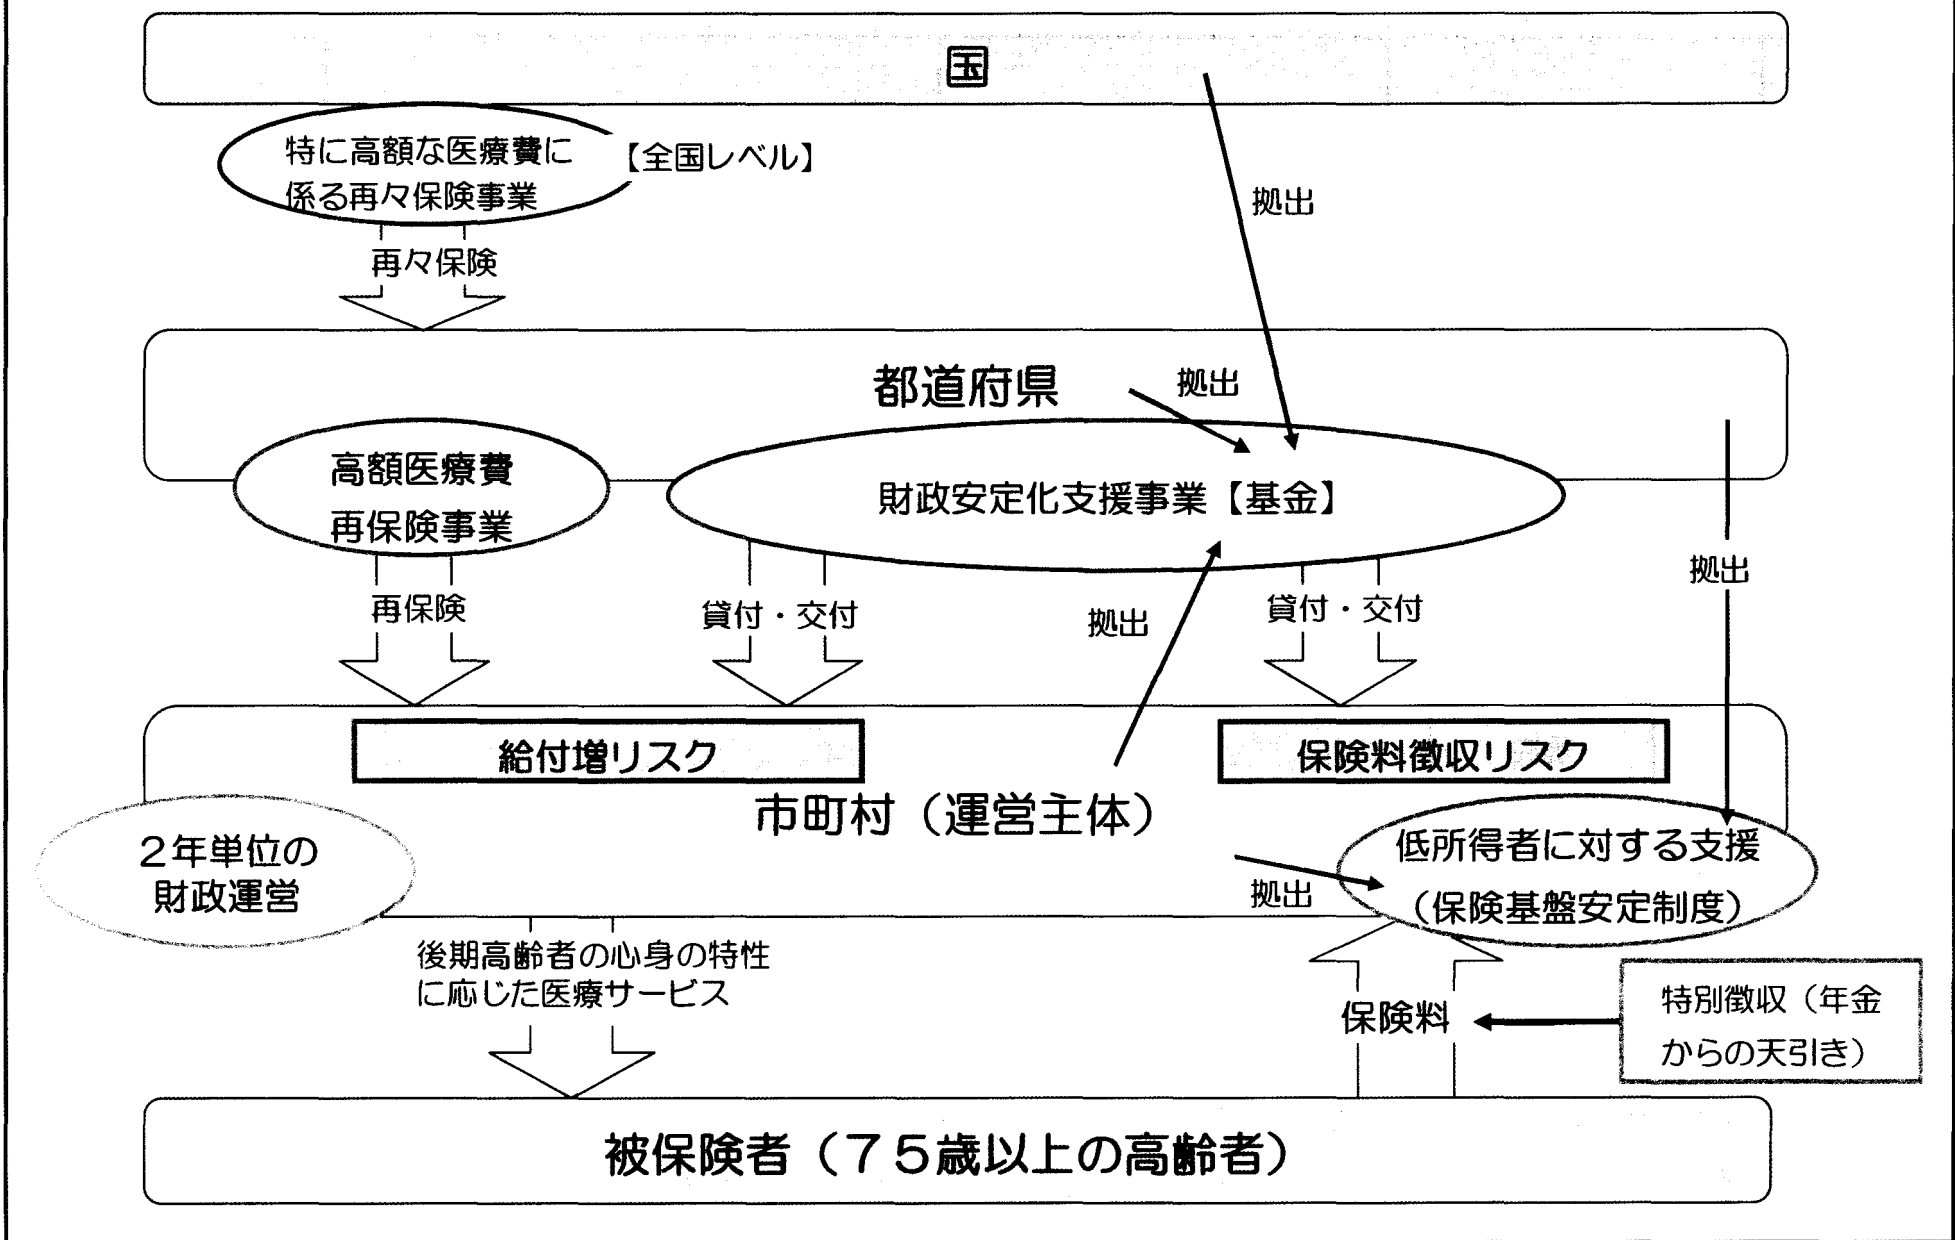 国
特に高額な医療費に
係る再々保険事業
【全国レベル】
拠出
再々保険
都道府県
拠出
高額医療費
再保険事業
財政安定化支援事業【基金】
拠出
再保険
貸付・交付
拠出
貸付・交付
給付増リスク
保険料徴収リスク
市町村（運営主体）
２年単位の
財政運営
低所得者に対する支援
（保険基盤安定制度）
拠出
後期高齢者の心身の特性
に応じた医療サービス
保険料
特別徴収（年金
からの天引き）
被保険者（７５歳以上の高齢者）